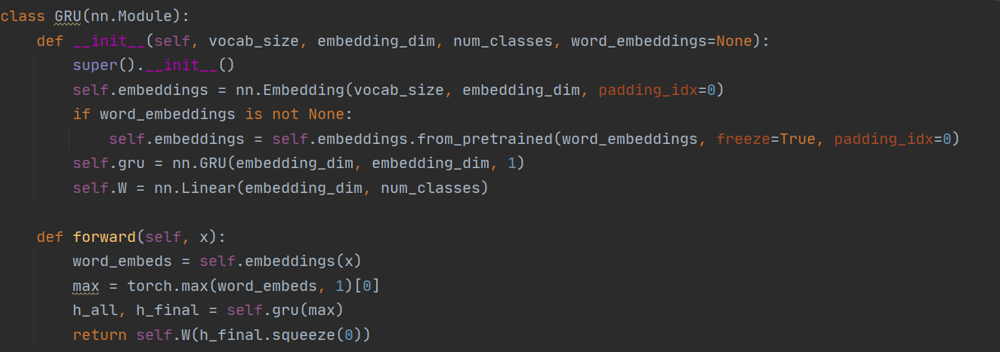 class GRU(nn.Module):
    def __init__(self, vocab_size, embedding_dim, num_classes, word_embeddings=None):
        super().__init__()
        self.embeddings = nn.Embedding(vocab_size, embedding_dim, padding_idx=0)
        if word_embeddings is not None:
            self.embeddings = self.embeddings.from_pretrained(word_embeddings, freeze=True, padding_idx=0)
        self.gru = nn.GRU(embedding_dim, embedding_dim, 1)
        self.W = nn.Linear(embedding_dim, num_classes)

    def forward(self, x):
        word_embeds = self.embeddings(x)
        max = torch.max(word_embeds, 1)[0]
        h_all, h_final = self.gru(max)
        return self.W(h_final.squeeze(0))